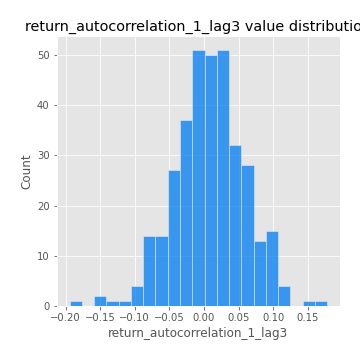 return_autocorrelation_1_lag3 value distributio
50
40
30
20
10
0
Count
−0.20 −0.15 −0.10 −0.05 0.00 0.05 0.10 0.15
return_autocorrelation_1_lag3